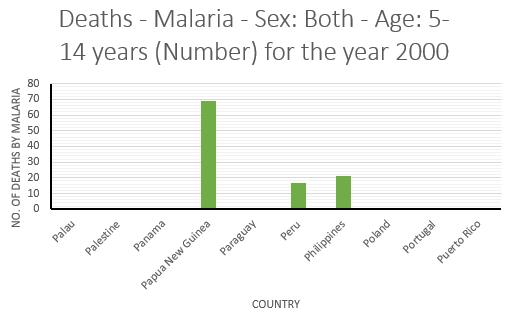 Deaths - Malaria - Sex: Both - Age: 5-
14 years (Number) for the year 2000
NO. OF DEATHS BY MALARIA
80
70
60
50
40
30
20
10
0
Palau
Palestine
Panama
Papua New Guinea
Paraguay
Peru
Philippines
Poland
Portugal
Puerto Rico
COUNTRY